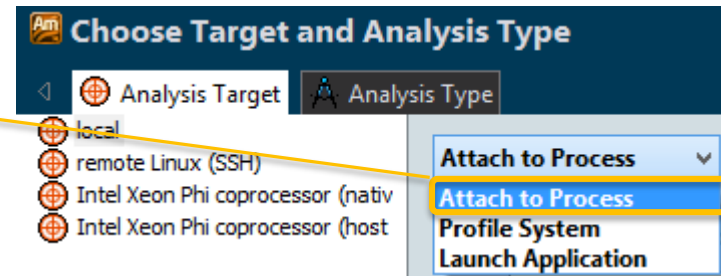 Am Choose Target and Analysis Type
Analysis Target Analysis Type
local
remote Linux (SSH)
Intel Xeon Phi coprocessor (nativ
Intel Xeon Phi coprocessor (host
Attach to Process
Attach to Process
Profile System
Launch Application